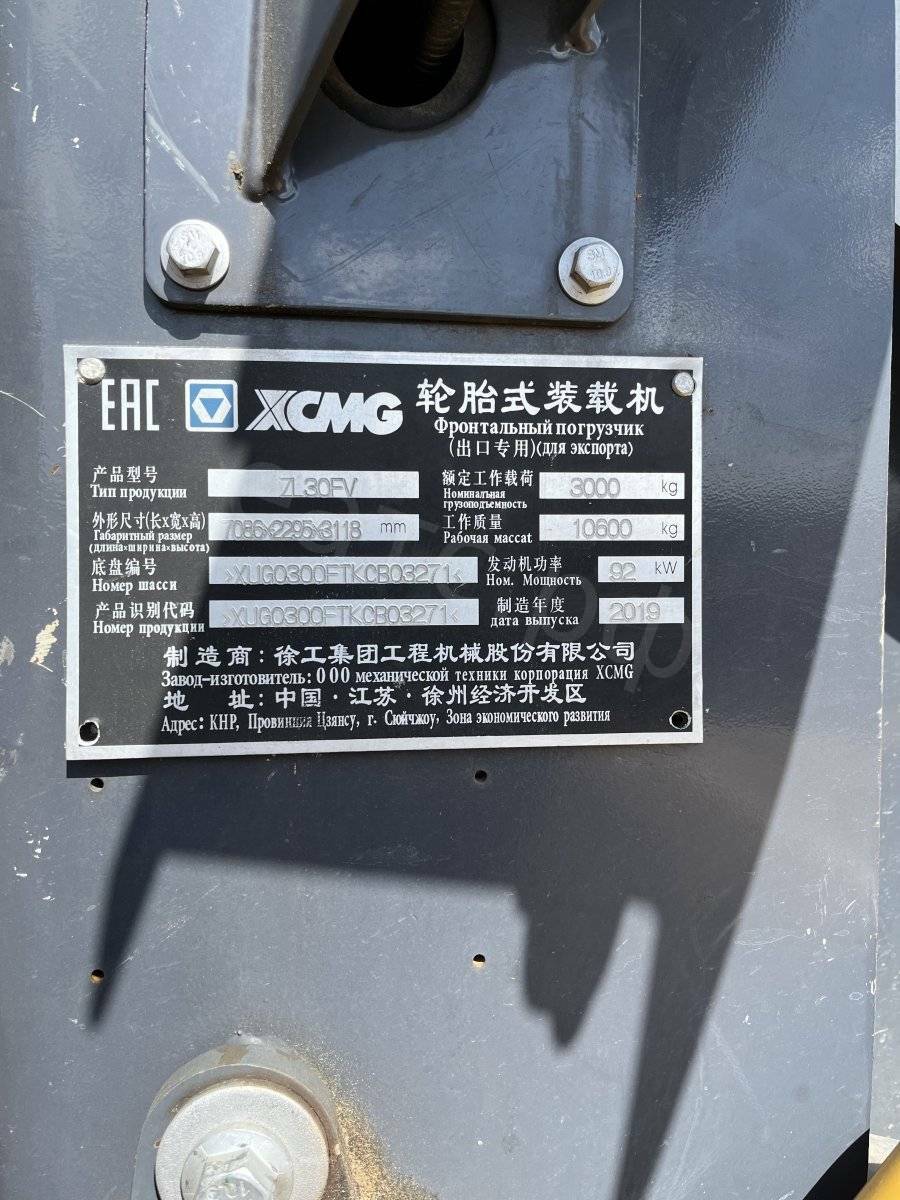 EAC XCMG 轮胎式装载机
Фронтальный погрузчик
(出口专用)(для экспорта)
产品型号 ZL30FV 额定工作载荷 3000 kg
Тип продукции Номинальная
грузоподъемность
外形尺寸(长x宽x高) 7086x2295x3118 mm 工作质量 10600 kg
Габаритный размер Рабочая массаt
(длина×ширина×высота)
底盘编号 >XUG0300FTKCB03271< 发动机功率 92 kW
Номер шасси Ном. Мощность
产品识别代码 >XUG0300FTKCB03271< 制造年度 2019
Номер продукции дата выпуска
制造商: 徐工集团工程机械股份有限公司
Завод-изготовитель: ООО механической техники корпорация XCMG
地 址: 中国·江苏·徐州经济开发区
Адрес: КНР, Провинция Цзянсу, г. Сюйчжоу, Зона экономического развития